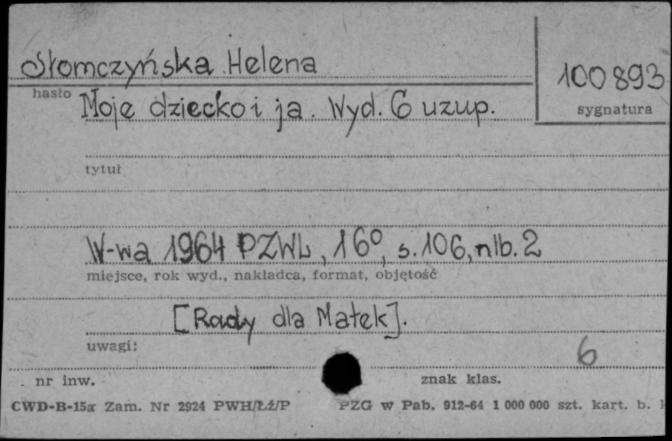 Słomczyńska Helena
100893
hasło
sygnatura
Moje dziecko i ja. Wyd. 6 uzup.
tytuł
W-wa 1964 PZWL, 16°, s. 106, nlb. 2
miejsce, rok wyd., nakładca, format, objętość
[Rady dla Matek].
uwagi:
6
nr inw.
znak klas.
CWD-B-15a Zam. Nr 2924 PWH/Łź/P PZG w Pab. 912-64 1 000 000 szt. kart. b.